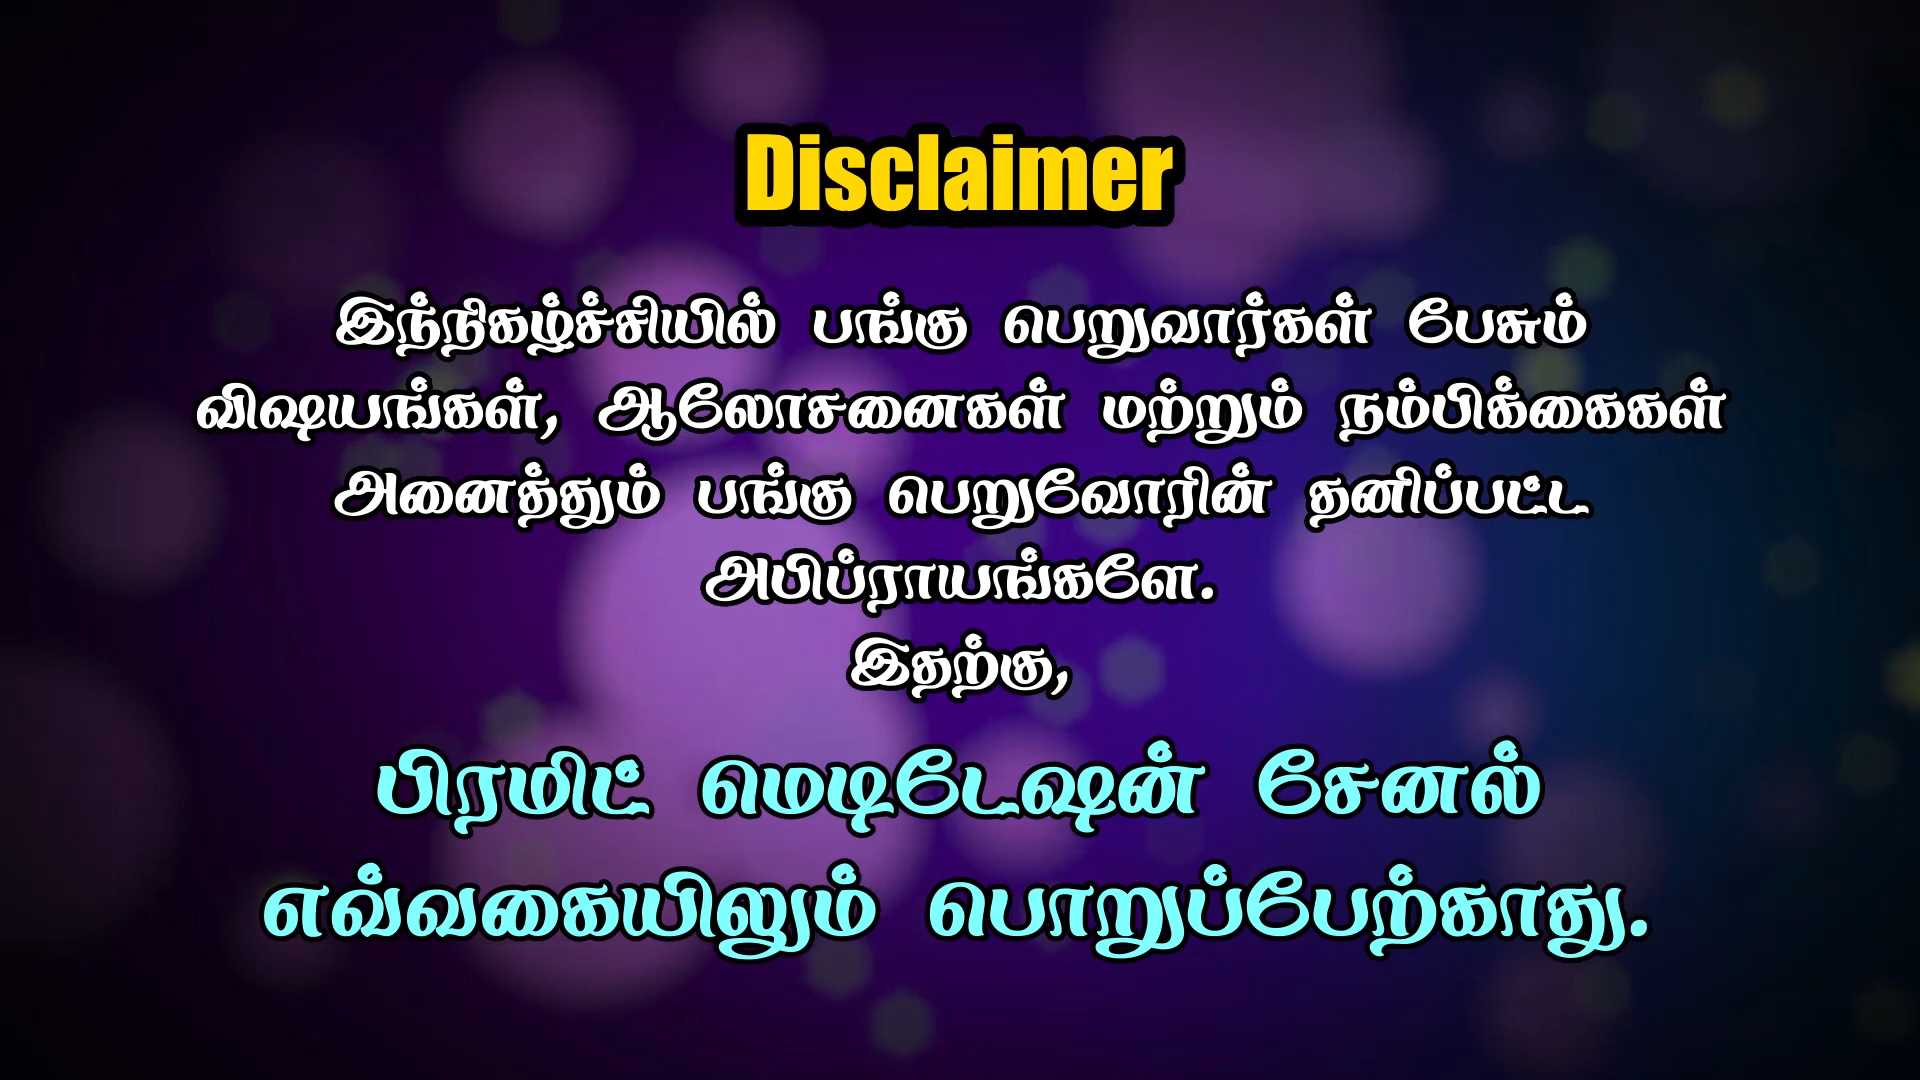 Disclaimer
இந்நிகழ்ச்சியில் பங்கு பெறுவார்கள் பேசும்
விஷயங்கள், ஆலோசனைகள் மற்றும் நம்பிக்கைகள்
அனைத்தும் பங்கு பெறுவோரின் தனிப்பட்ட
அபிப்ராயங்களே.
இதற்கு,
பிரமிட் மெடிடேஷன் சேனல்
எவ்வகையிலும் பொறுப்பேற்காது.